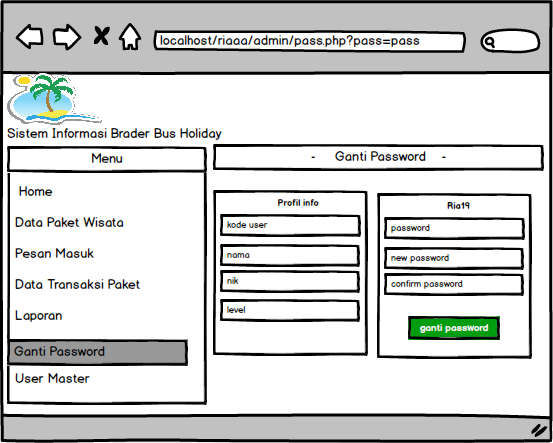 localhost/riaaa/admin/pass.php?pass=pass
Sistem Informasi Brader Bus Holiday
Menu
- Ganti Password -
Home
Data Paket Wisata
Pesan Masuk
Data Transaksi Paket
Laporan
Ganti Password
User Master
Profil info
kode user
nama
nik
level
Ria19
password
new password
confirm password
ganti password